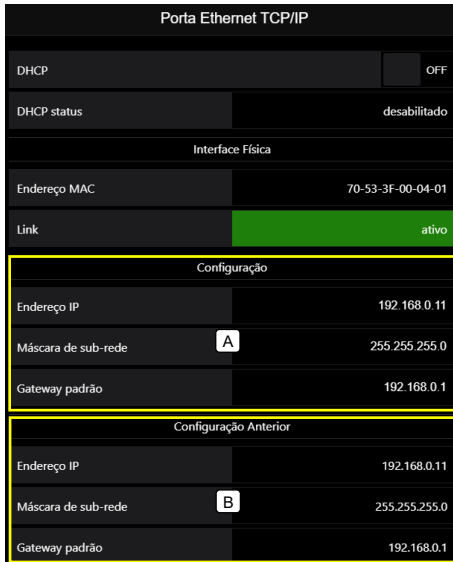 Porta Ethernet TCP/IP
DHCP OFF
DHCP status desabilitado
Interface Física
Endereço MAC 70-53-3F-00-04-01
Link ativo
Configuração
Endereço IP 192.168.0.11
Máscara de sub-rede A 255.255.255.0
Gateway padrão 192.168.0.1
Configuração Anterior
Endereço IP 192.168.0.11
Máscara de sub-rede B 255.255.255.0
Gateway padrão 192.168.0.1